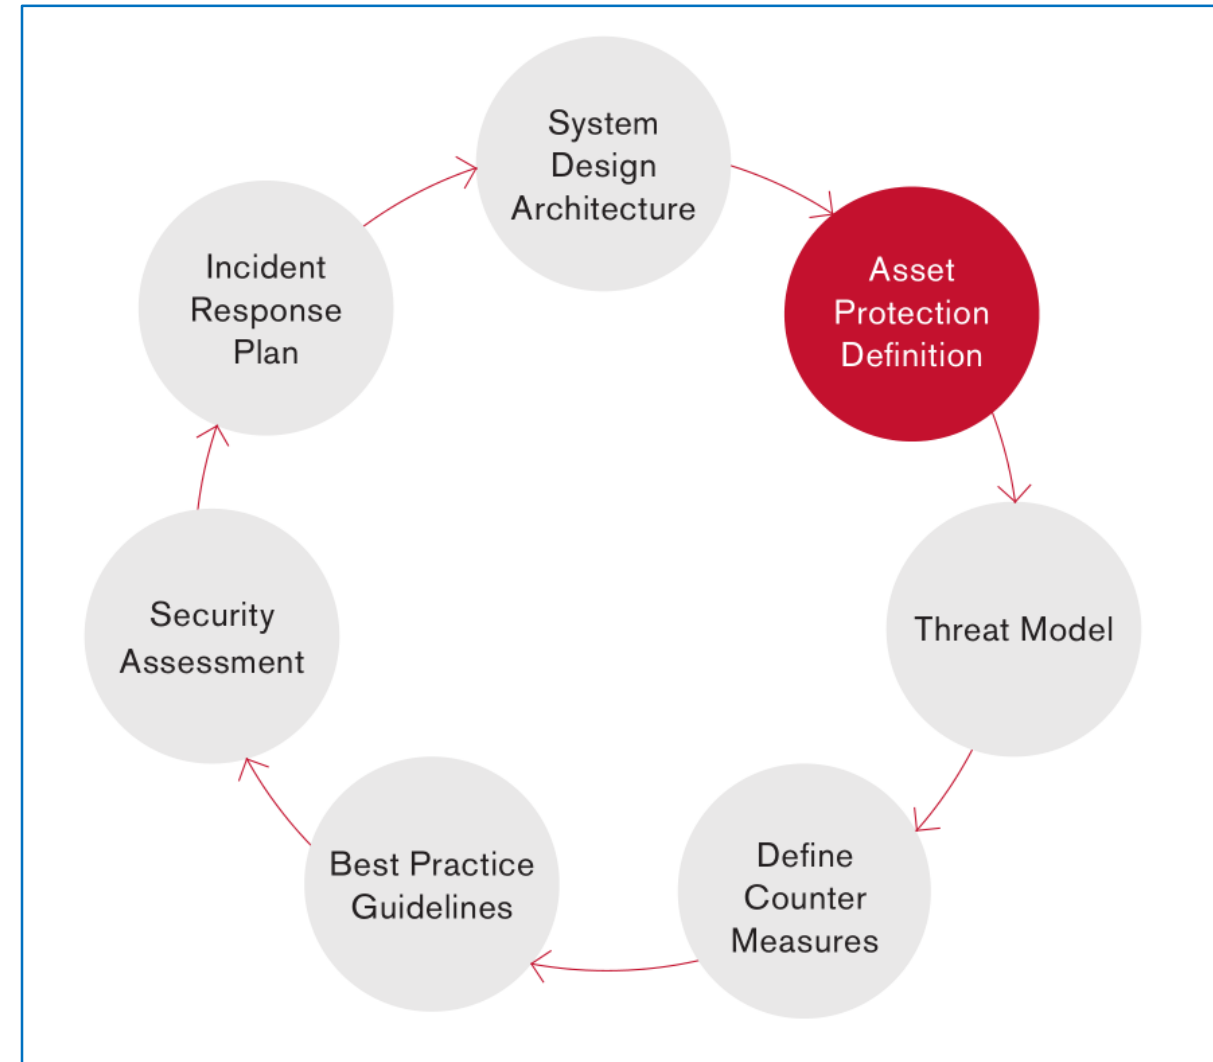 System
Design
Architecture
Asset
Protection
Definition
Threat Model
Define
Counter
Measures
Best Practice
Guidelines
Security
Assessment
Incident
Response
Plan